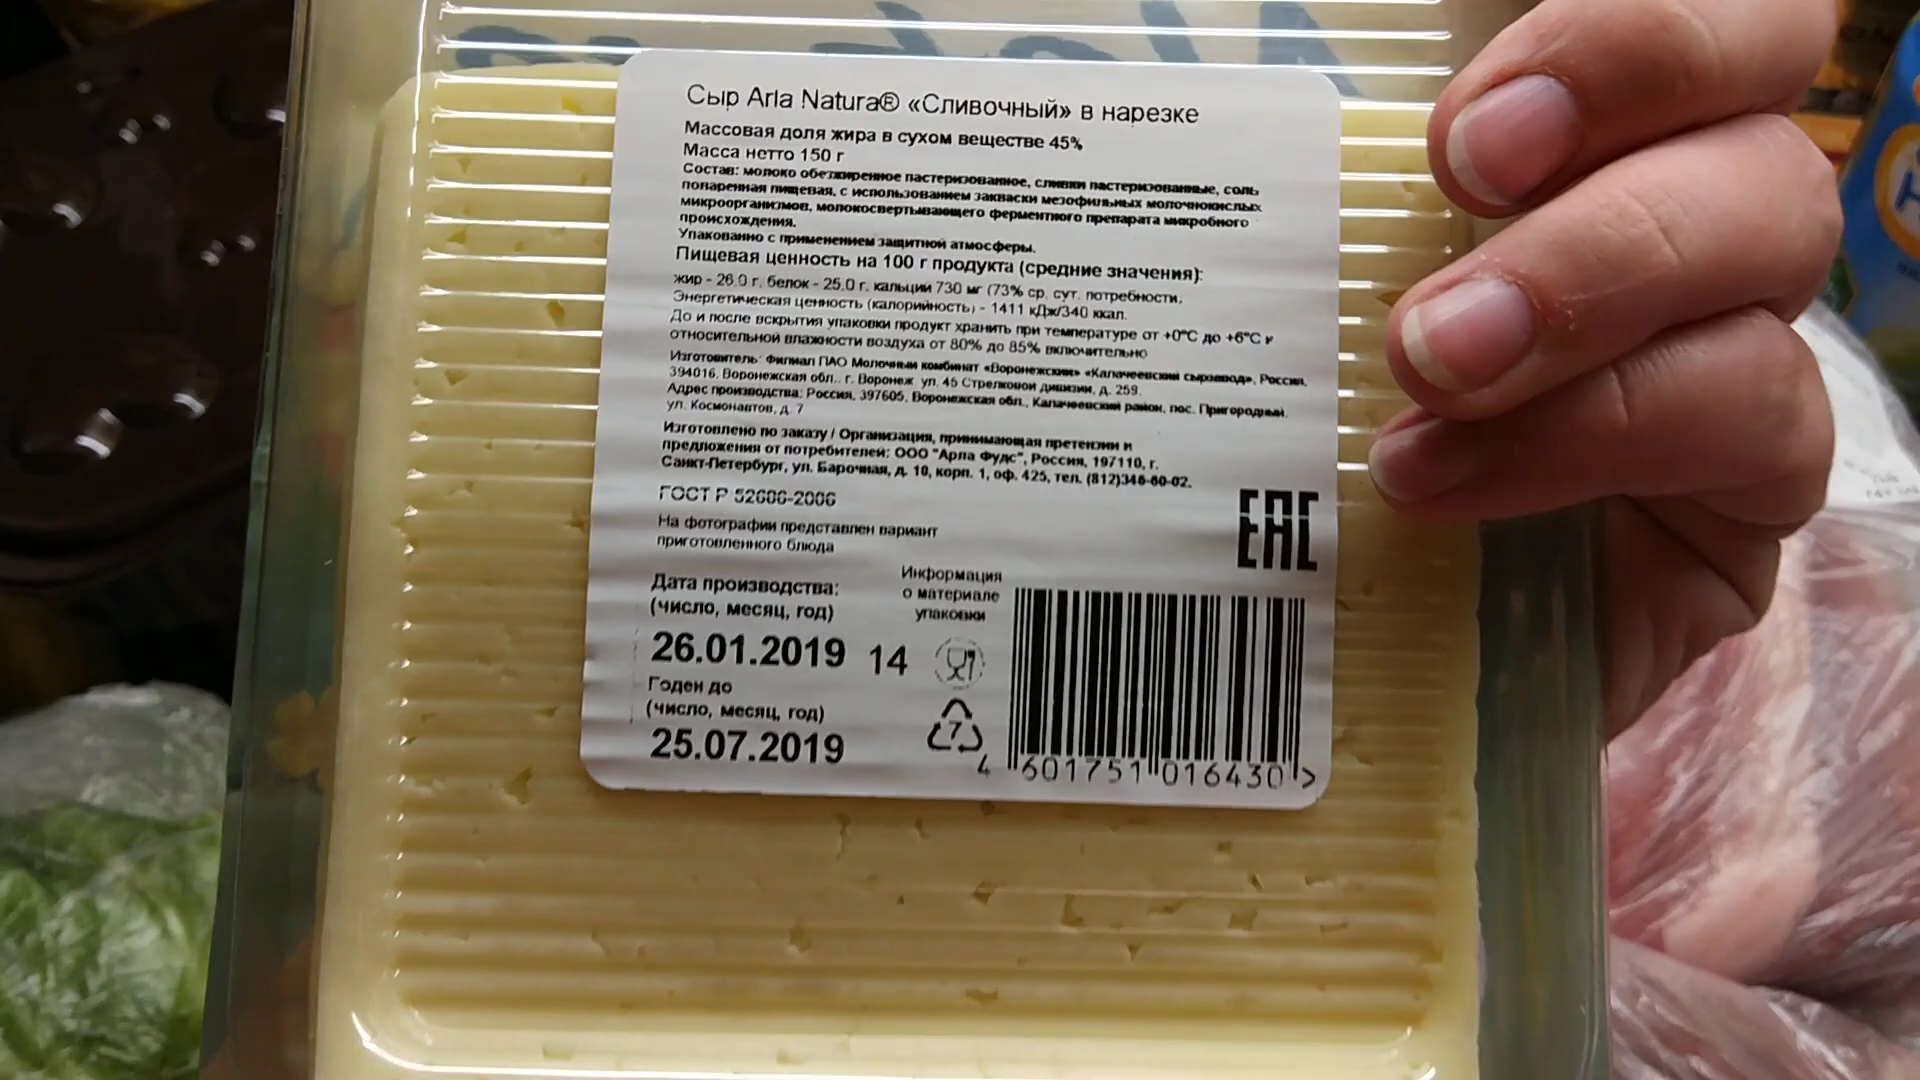 Сыр Arla Natura® «Сливочный» в нарезке
Массовая доля жира в сухом веществе 45%
Масса нетто 150 г
Состав: молоко обезжиренное пастеризованное, сливки пастеризованные, соль
пищевая, с использованием закваски мезофильных молочнокислых
микроорганизмов, молокосвертывающего ферментного препарата микробного
происхождения.
Упакованно с применением защитной атмосферы.
Пищевая ценность на 100 г продукта (средние значения):
жир - 26.0 г. белок - 25.0 г. кальций 730 мг (73% ср. сут. потребности.
Энергетическая ценность (калорийность) - 1411 кДж/340 ккал.
До и после вскрытия упаковки продукт хранить при температуре от +0°C до +6°C и
относительной влажности воздуха от 80% до 85% включительно
Изготовитель: Филиал ПАО Молочный комбинат «Воронежский» «Калачеевский сырзавод», Россия,
394016, Воронежская обл., г. Воронеж, ул. 45 Стрелковой дивизии, д. 259.
Адрес производства: Россия, 397605, Воронежская обл., Калачеевский район, пос. Пригородный,
ул. Космонавтов, д. 7
Изготовлено по заказу / Организация, принимающая претензии и
предложения от потребителей: ООО "Арла Фудс", Россия, 197110, г.
Санкт-Петербург, ул. Барочная, д. 10, корп. 1, оф. 425, тел. (812)346-60-02.
ГОСТ Р 52686-2006
EAC
На фотографии представлен вариант
приготовленного блюда
Информация
о материале
упаковки
Дата производства:
(число, месяц, год)
26.01.2019 14
Годен до
(число, месяц, год)
25.07.2019
7
4 601751 016430 >